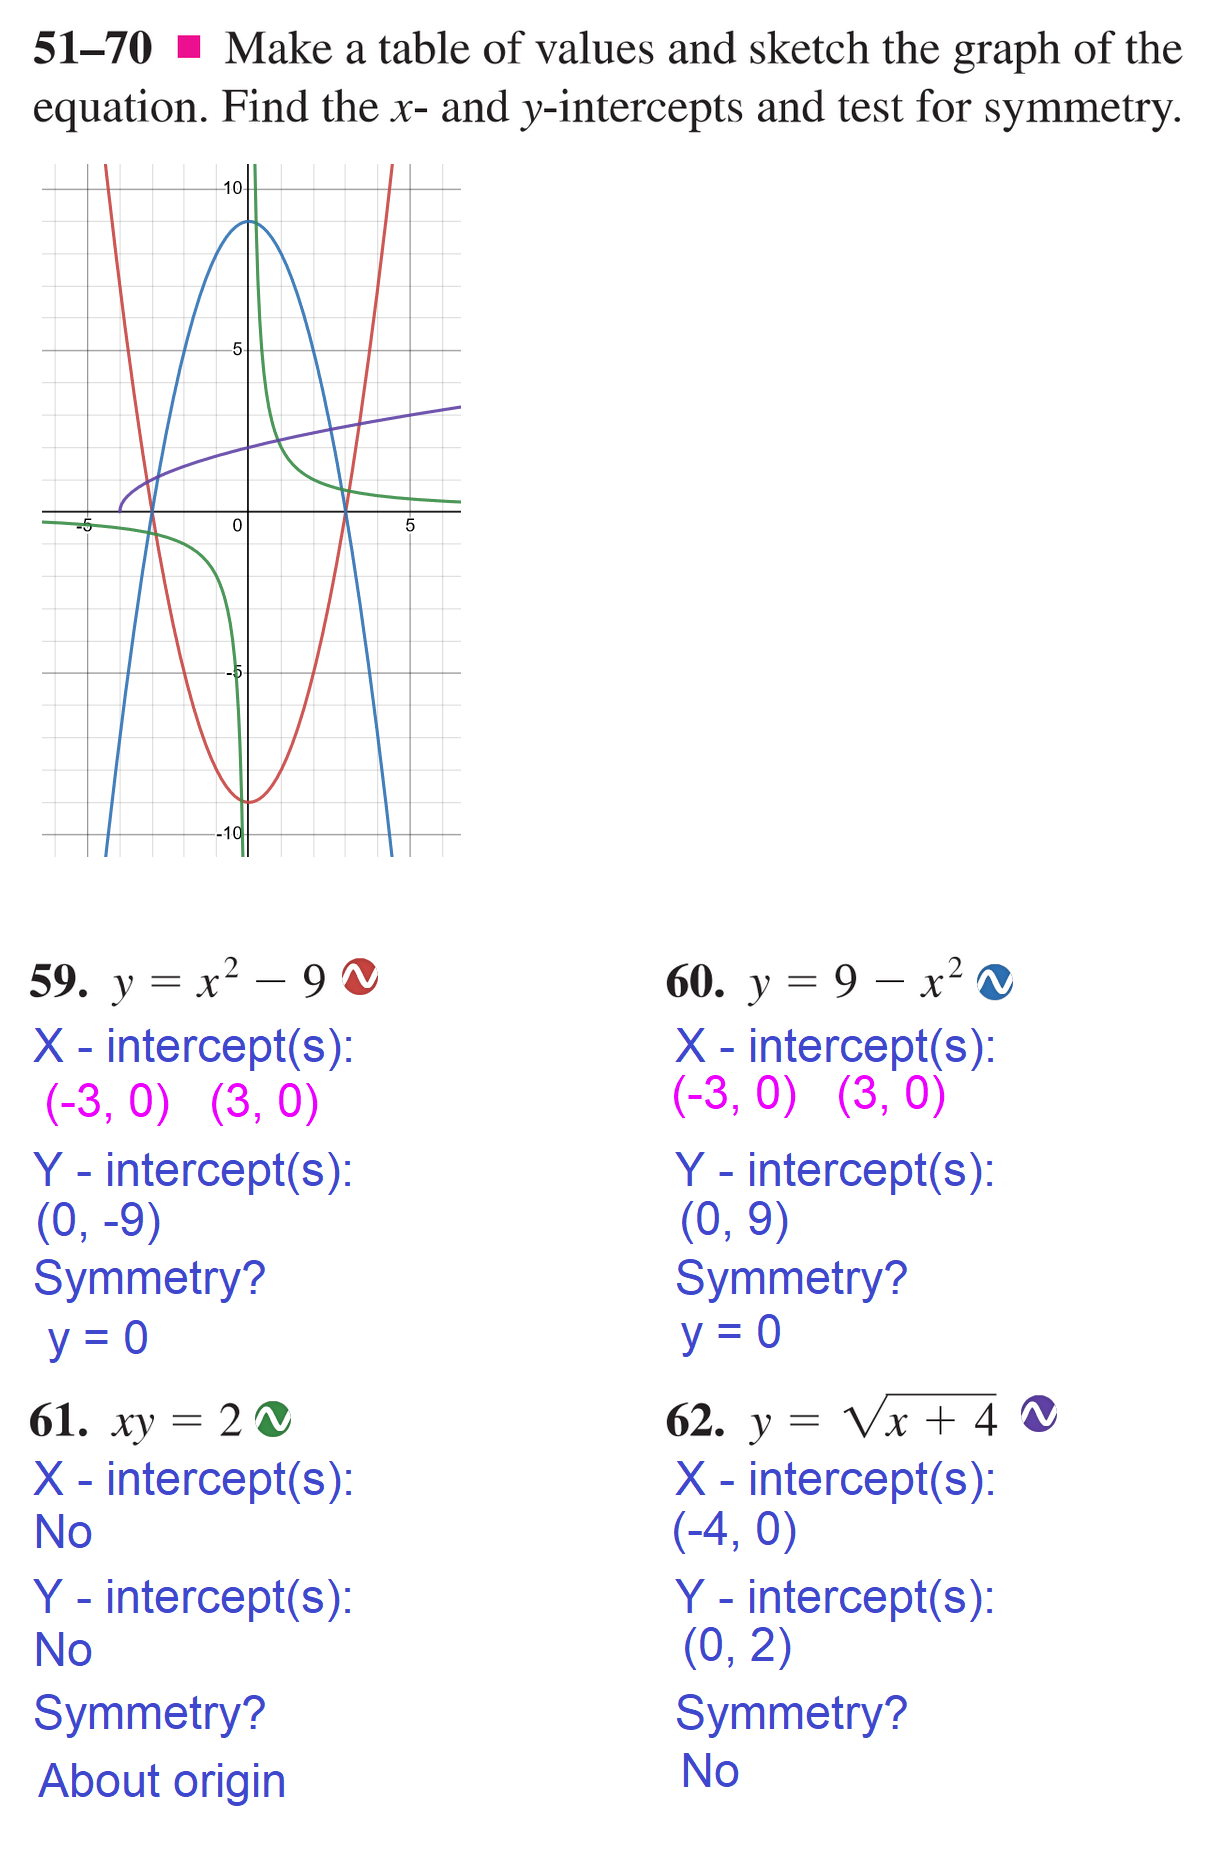 51–70 ■ Make a table of values and sketch the graph of the
equation. Find the x- and y-intercepts and test for symmetry.
10
5
-5
0
5
-5
-10
59. y = x² − 9
X - intercept(s):
(-3, 0) (3, 0)
Y - intercept(s):
(0, -9)
Symmetry?
y = 0
60. y = 9 − x²
X - intercept(s):
(-3, 0) (3, 0)
Y - intercept(s):
(0, 9)
Symmetry?
y = 0
61. xy = 2
X - intercept(s):
No
Y - intercept(s):
No
Symmetry?
About origin
62. y = √x + 4
X - intercept(s):
(-4, 0)
Y - intercept(s):
(0, 2)
Symmetry?
No